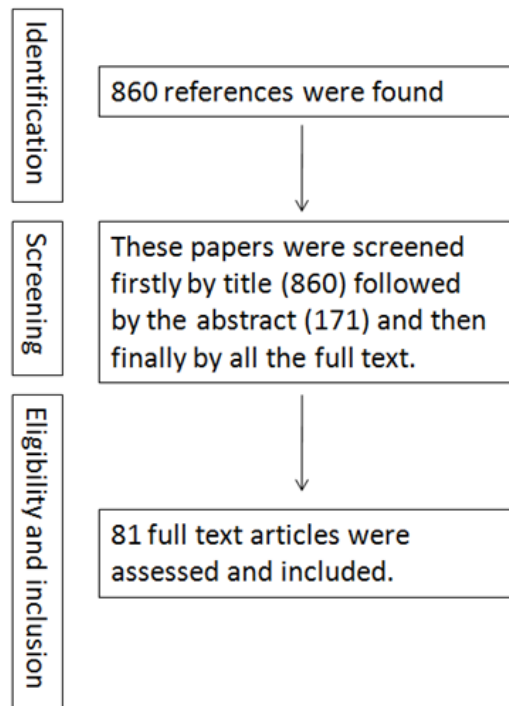 Identification
860 references were found
Screening
These papers were screened
firstly by title (860) followed
by the abstract (171) and then
finally by all the full text.
Eligibility and inclusion
81 full text articles were
assessed and included.